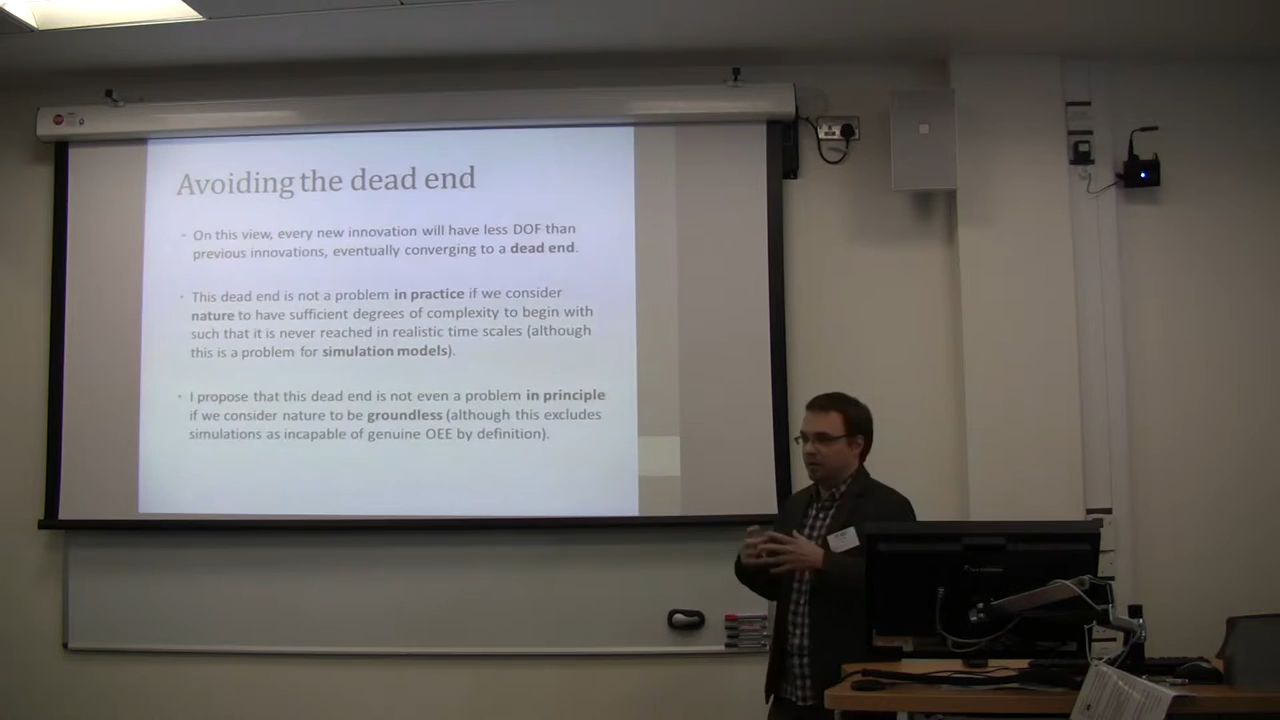 Avoiding the dead end
On this view, every new innovation will have less DOF than
previous innovations, eventually converging to a dead end.
This dead end is not a problem in practice if we consider
nature to have sufficient degrees of complexity to begin with
such that it is never reached in realistic time scales (although
this is a problem for simulation models).
I propose that this dead end is not even a problem in principle
if we consider nature to be groundless (although this excludes
simulations as incapable of genuine OEE by definition).